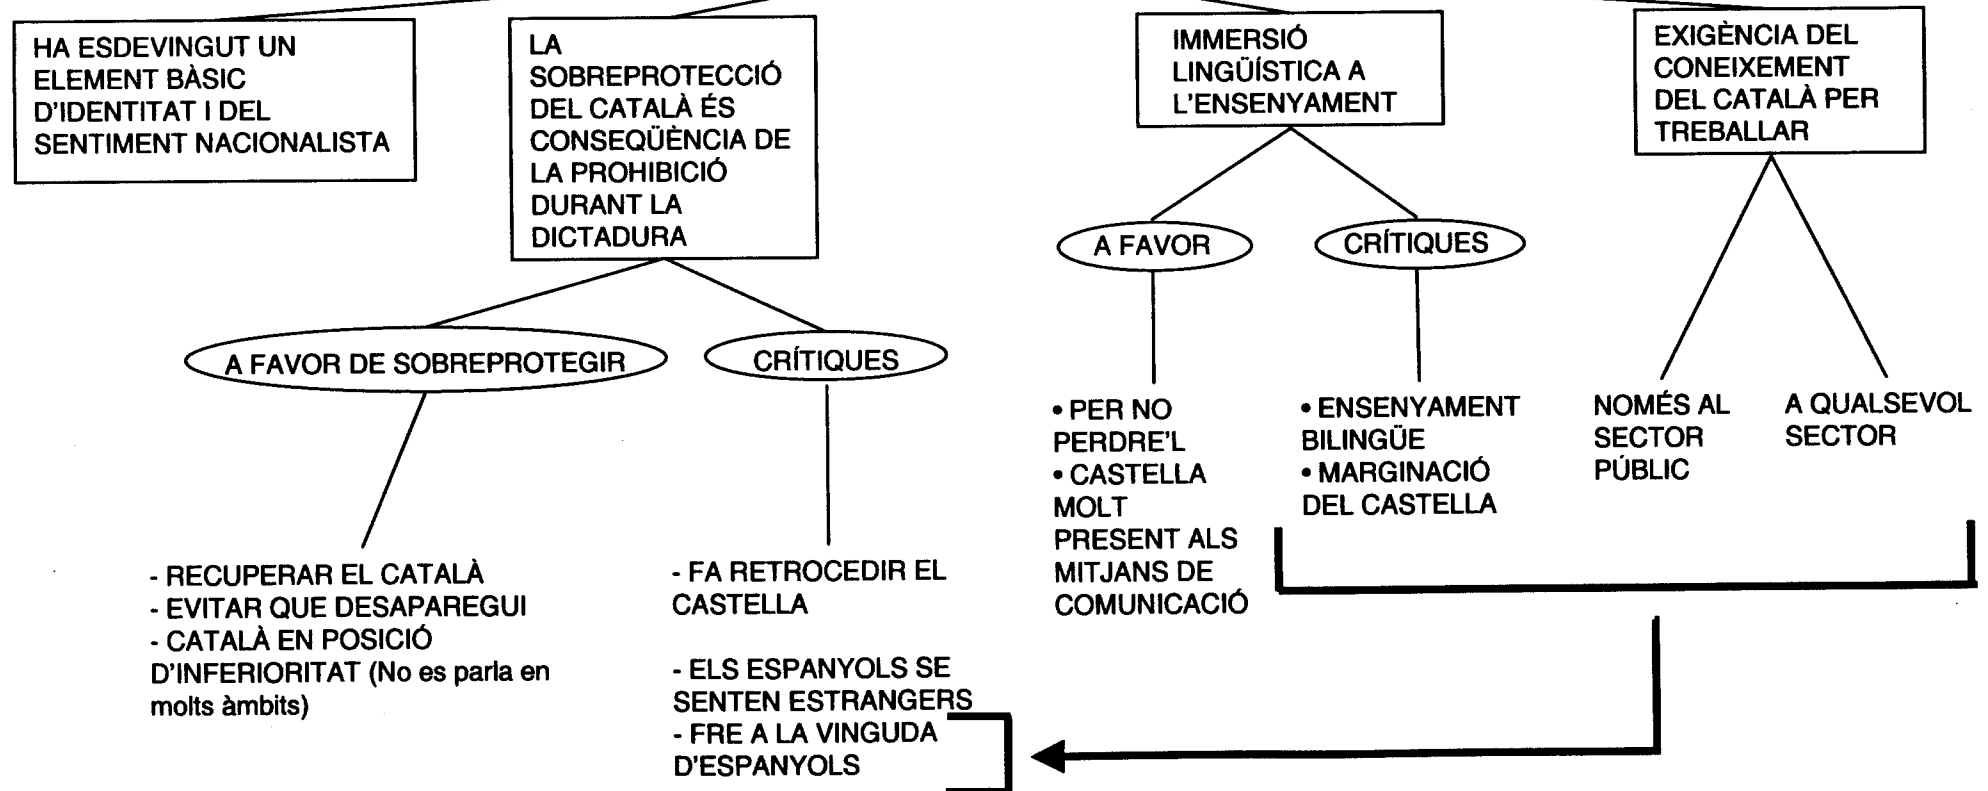 HA ESDEVINGUT UN
ELEMENT BÀSIC
D'IDENTITAT I DEL
SENTIMENT NACIONALISTA
LA
SOBREPROTECCIÓ
DEL CATALÀ ÉS
CONSEQÜÈNCIA DE
LA PROHIBICIÓ
DURANT LA
DICTADURA
IMMERSIÓ
LINGÜÍSTICA A
L'ENSENYAMENT
EXIGÈNCIA DEL
CONEIXEMENT
DEL CATALÀ PER
TREBALLAR
A FAVOR DE SOBREPROTEGIR
CRÍTIQUES
A FAVOR
CRÍTIQUES
- RECUPERAR EL CATALÀ
- EVITAR QUE DESAPAREGUI
- CATALÀ EN POSICIÓ
D'INFERIORITAT (No es parla en
molts àmbits)
- FA RETROCEDIR EL
CASTELLA
- ELS ESPANYOLS SE
SENTEN ESTRANGERS
- FRE A LA VINGUDA
D'ESPANYOLS
• PER NO
PERDRE'L
• CASTELLA
MOLT
PRESENT ALS
MITJANS DE
COMUNICACIÓ
• ENSENYAMENT
BILINGÜE
• MARGINACIÓ
DEL CASTELLA
NOMÉS AL
SECTOR
PÚBLIC
A QUALSEVOL
SECTOR